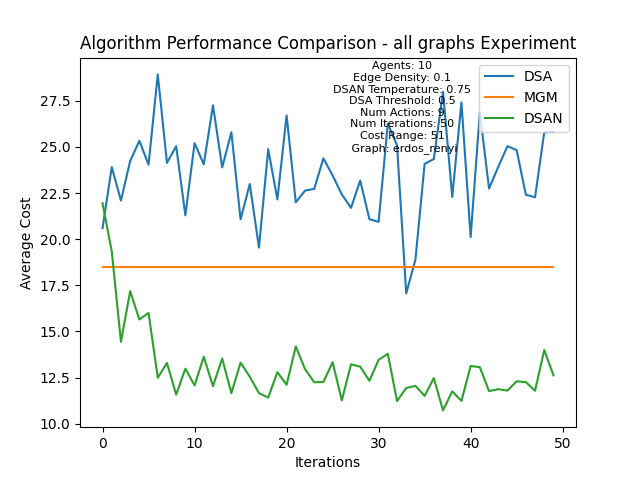 Algorithm Performance Comparison - all graphs Experiment
Agents: 10
Edge Density: 0.1
DSAN Temperature: 0.75
DSA Threshold: 0.5
Num Actions: 9
Num Iterations: 50
Cost Range: 51
Graph: erdos_renyi
DSA
MGM
DSAN
Average Cost
27.5
25.0
22.5
20.0
17.5
15.0
12.5
10.0
0 10 20 30 40 50
Iterations